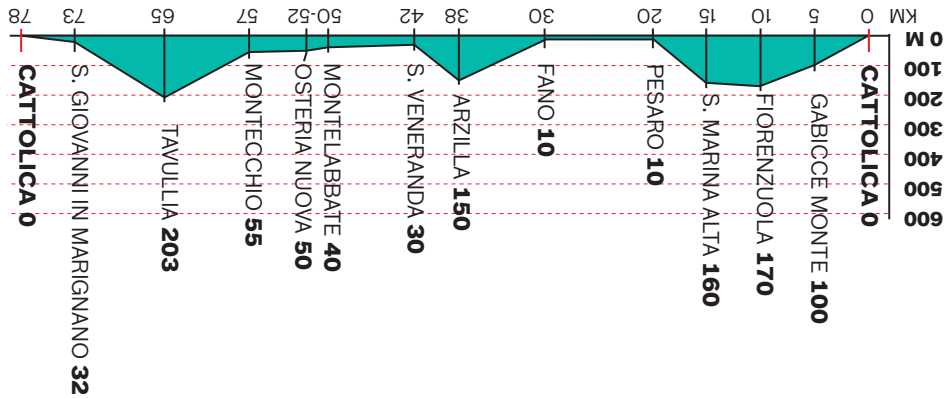 600
500
400
300
200
100
0 M
CATTOLICA 0
GABICCE MONTE 100
FIORENZUOLA 170
S. MARINA ALTA 160
PESARO 10
FANO 10
ARZILLA 150
S. VENERANDA 30
MONTELABBATE 40
OSTERIA NUOVA 50
MONTECCHIO 55
TAVUILLIA 203
S. GIOVANNI IN MARIGNANO 32
CATTOLICA 0
KM 0 5 10 15 20 30 38 42 50-52 57 65 73 78